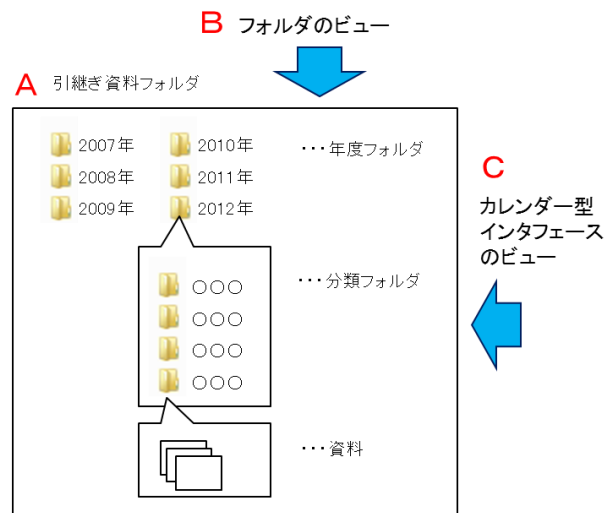 B フォルダのビュー
A 引継ぎ資料フォルダ
2007年 2010年 ・・・年度フォルダ
2008年 2011年
2009年 2012年
C
カレンダー型
インタフェース
のビュー
○○○ ・・・分類フォルダ
○○○
○○○
○○○
・・・資料